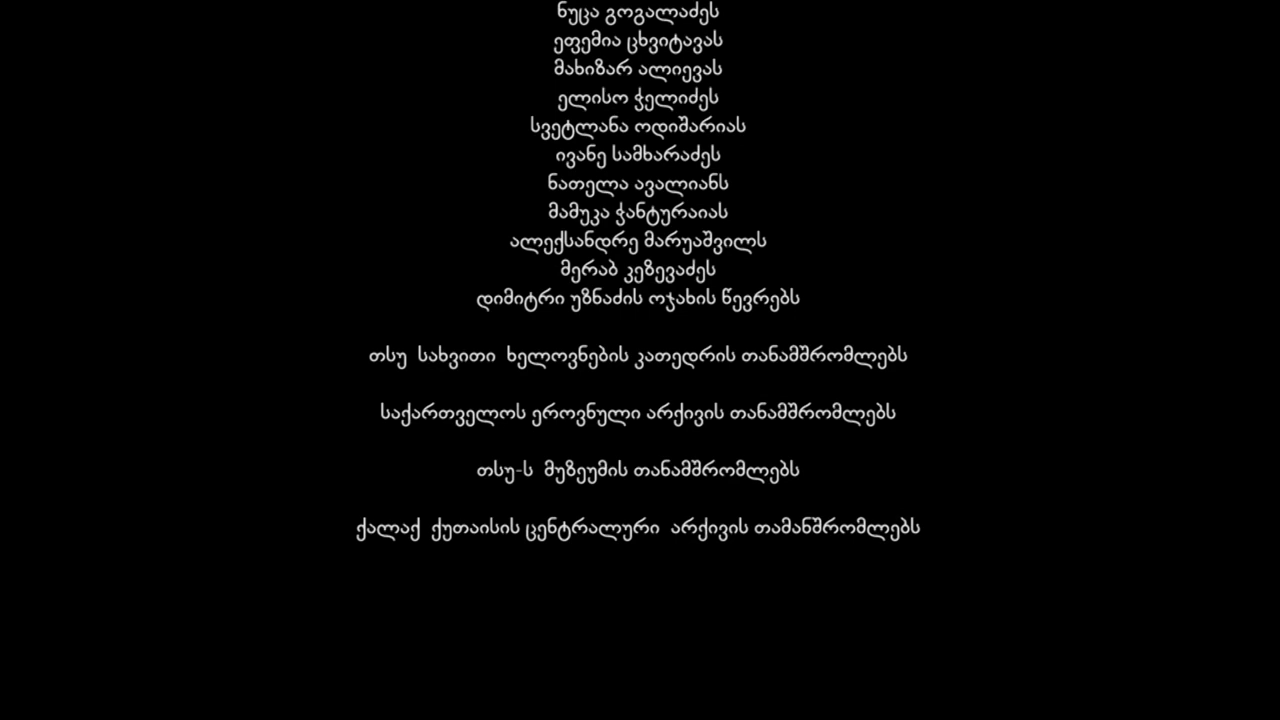 ნუცა გოგალაძეს
ეფემია ცხვიტავას
მახიზარ ალიევას
ელისო ჭელიძეს
სვეტლანა ოდიშარიას
ივანე სამხარაძეს
ნათელა ავალიანს
მამუკა ჭანტურაიას
ალექსანდრე მარუაშვილს
მერაბ კეზევაძეს
დიმიტრი უზნაძის ოჯახის წევრებს
თსუ სახვითი ხელოვნების კათედრის თანამშრომლებს
საქართველოს ეროვნული არქივის თანამშრომლებს
თსუ-ს მუზეუმის თანამშრომლებს
ქალაქ ქუთაისის ცენტრალური არქივის თამანშრომლებს